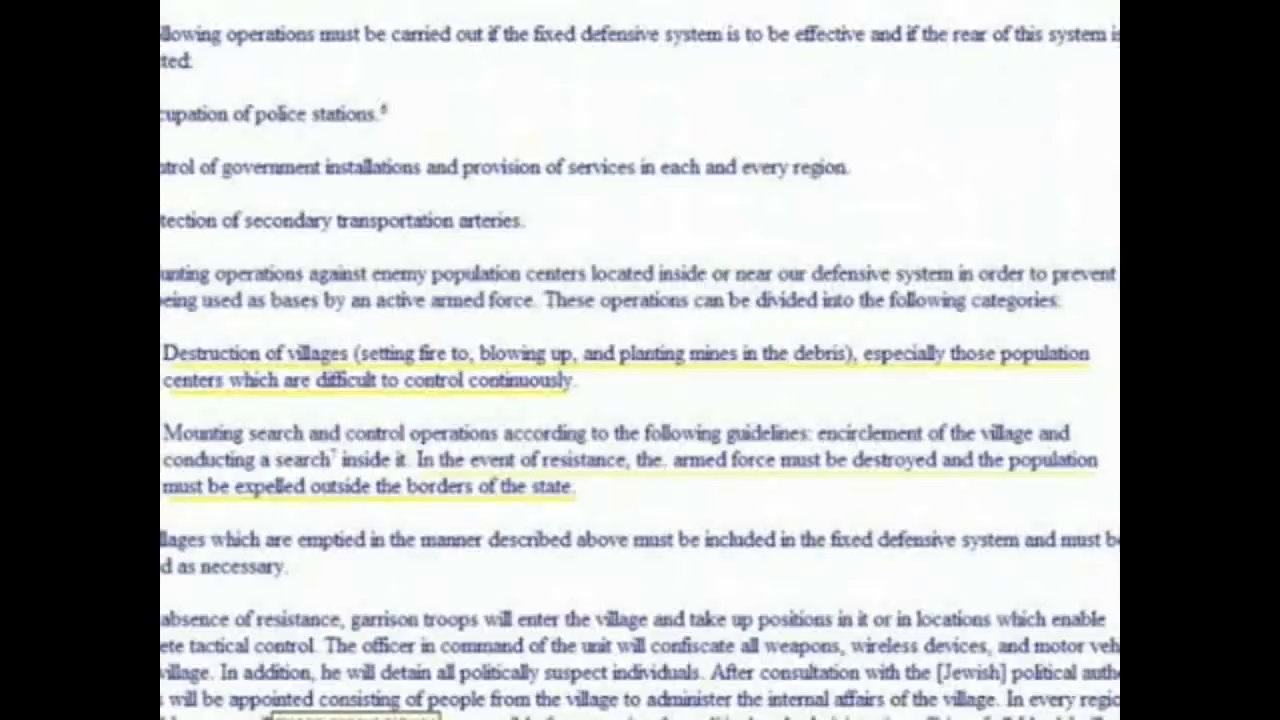 llowing operations must be carried out if the fixed defensive system is to be effective and if the rear of this system is
ted:
cupation of police stations.⁶
ntrol of government installations and provision of services in each and every region.
tection of secondary transportation arteries.
unting operations against enemy population centers located inside or near our defensive system in order to prevent
eing used as bases by an active armed force. These operations can be divided into the following categories:
Destruction of villages (setting fire to, blowing up, and planting mines in the debris), especially those population
centers which are difficult to control continuously.
Mounting search and control operations according to the following guidelines: encirclement of the village and
conducting a search⁷ inside it. In the event of resistance, the. armed force must be destroyed and the population
must be expelled outside the borders of the state.
llages which are emptied in the manner described above must be included in the fixed defensive system and must be
d as necessary.
absence of resistance, garrison troops will enter the village and take up positions in it or in locations which enable
ete tactical control. The officer in command of the unit will confiscate all weapons, wireless devices, and motor veh
village. In addition, he will detain all politically suspect individuals. After consultation with the [Jewish] political auth
s will be appointed consisting of people from the village to administer the internal affairs of the village. In every regio